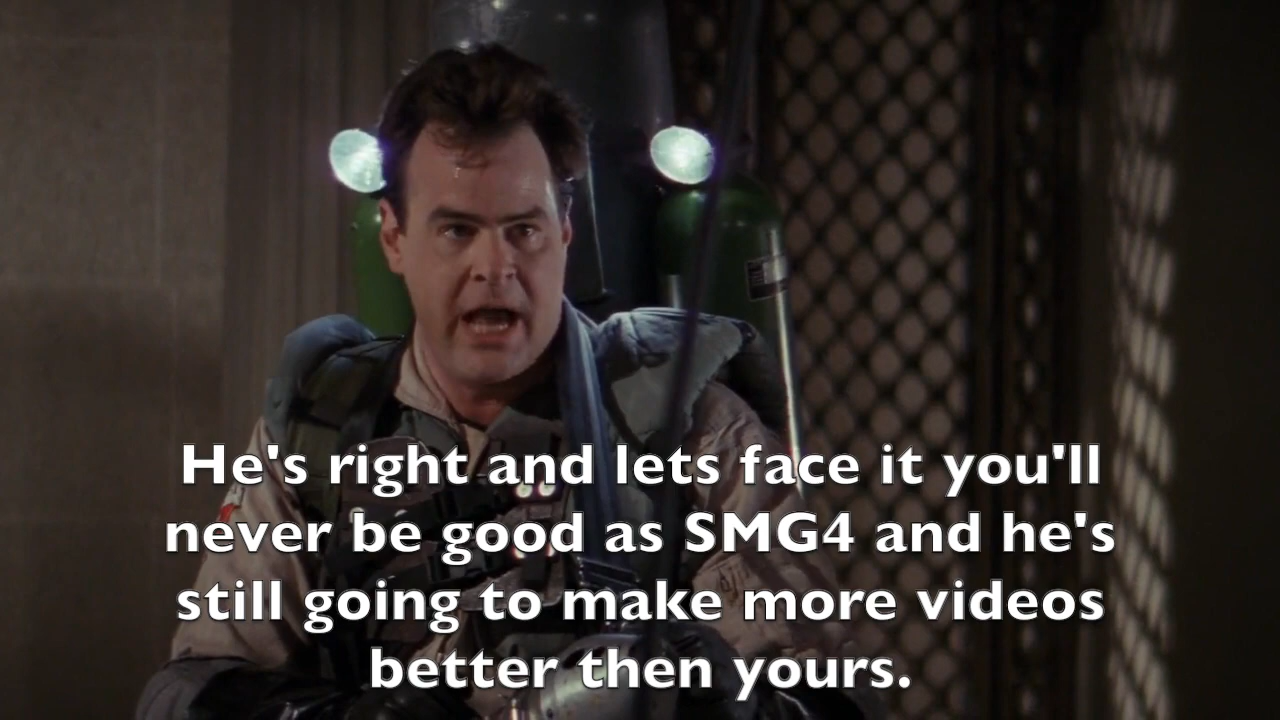 He's right and lets face it you'll
never be good as SMG4 and he's
still going to make more videos
better then yours.